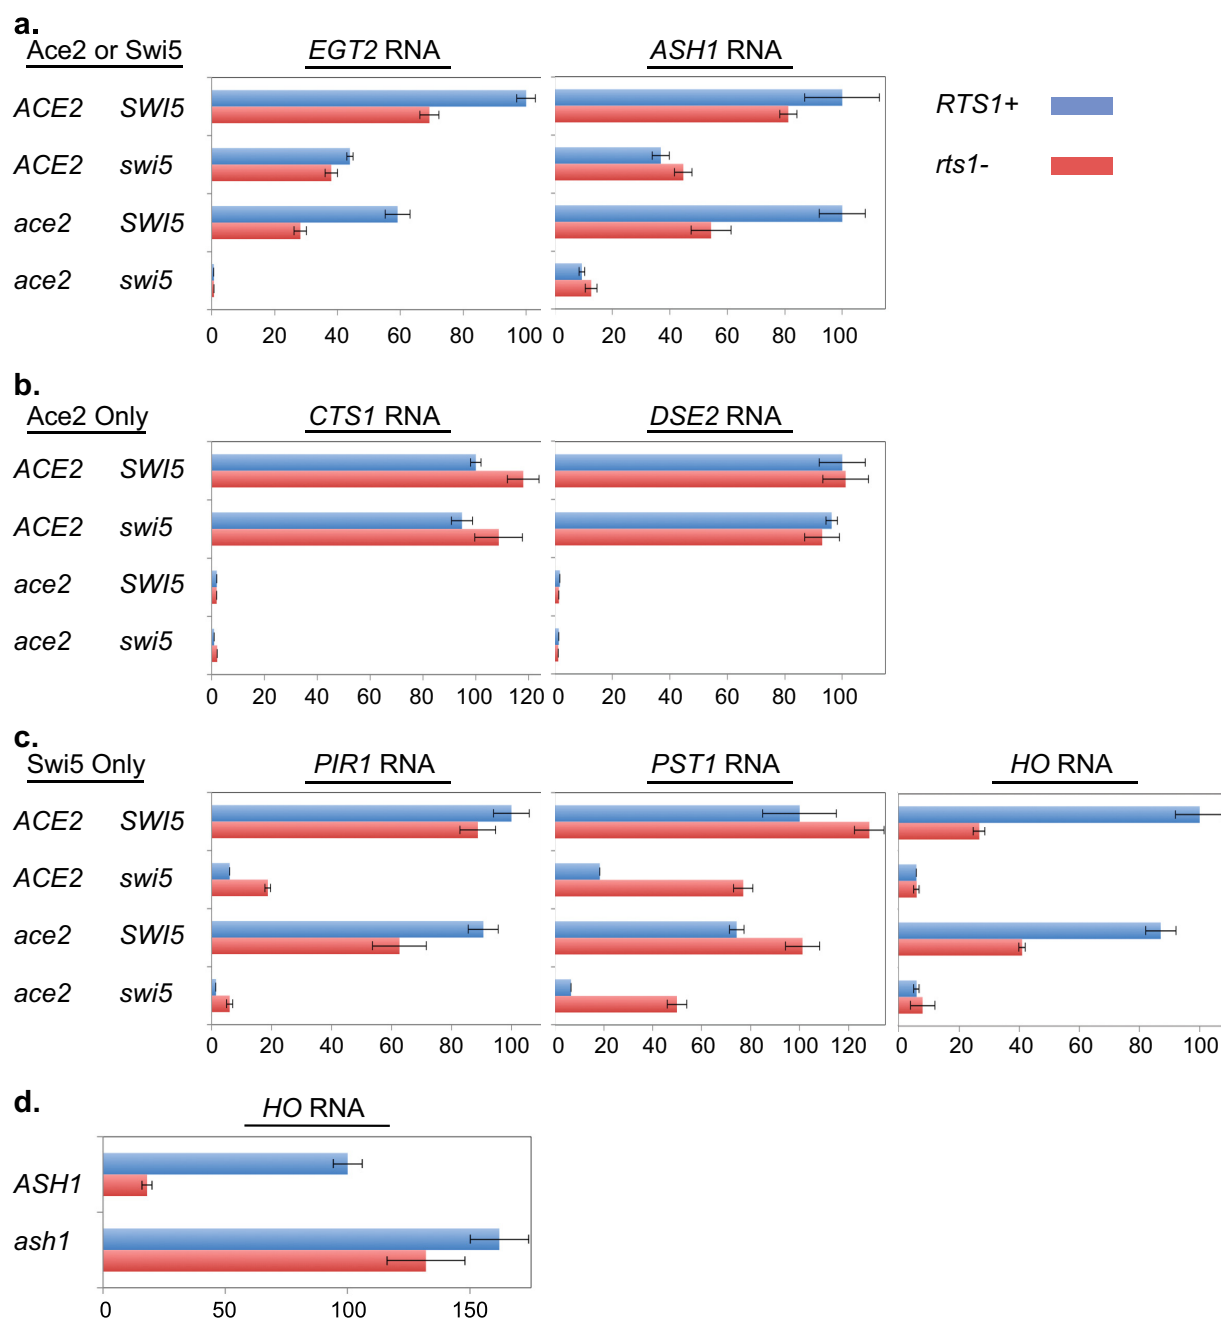 a.
Ace2 or Swi5 EGT2 RNA ASH1 RNA
ACE2 SWI5
ACE2 swi5
ace2 SWI5
ace2 swi5
RTS1+
rts1-
0 20 40 60 80 100 0 20 40 60 80 100
b.
Ace2 Only CTS1 RNA DSE2 RNA
ACE2 SWI5
ACE2 swi5
ace2 SWI5
ace2 swi5
0 20 40 60 80 100 120 0 20 40 60 80 100
c.
Swi5 Only PIR1 RNA PST1 RNA HO RNA
ACE2 SWI5
ACE2 swi5
ace2 SWI5
ace2 swi5
0 20 40 60 80 100 0 20 40 60 80 100 120 0 20 40 60 80 100
d.
HO RNA
ASH1
ash1
0 50 100 150